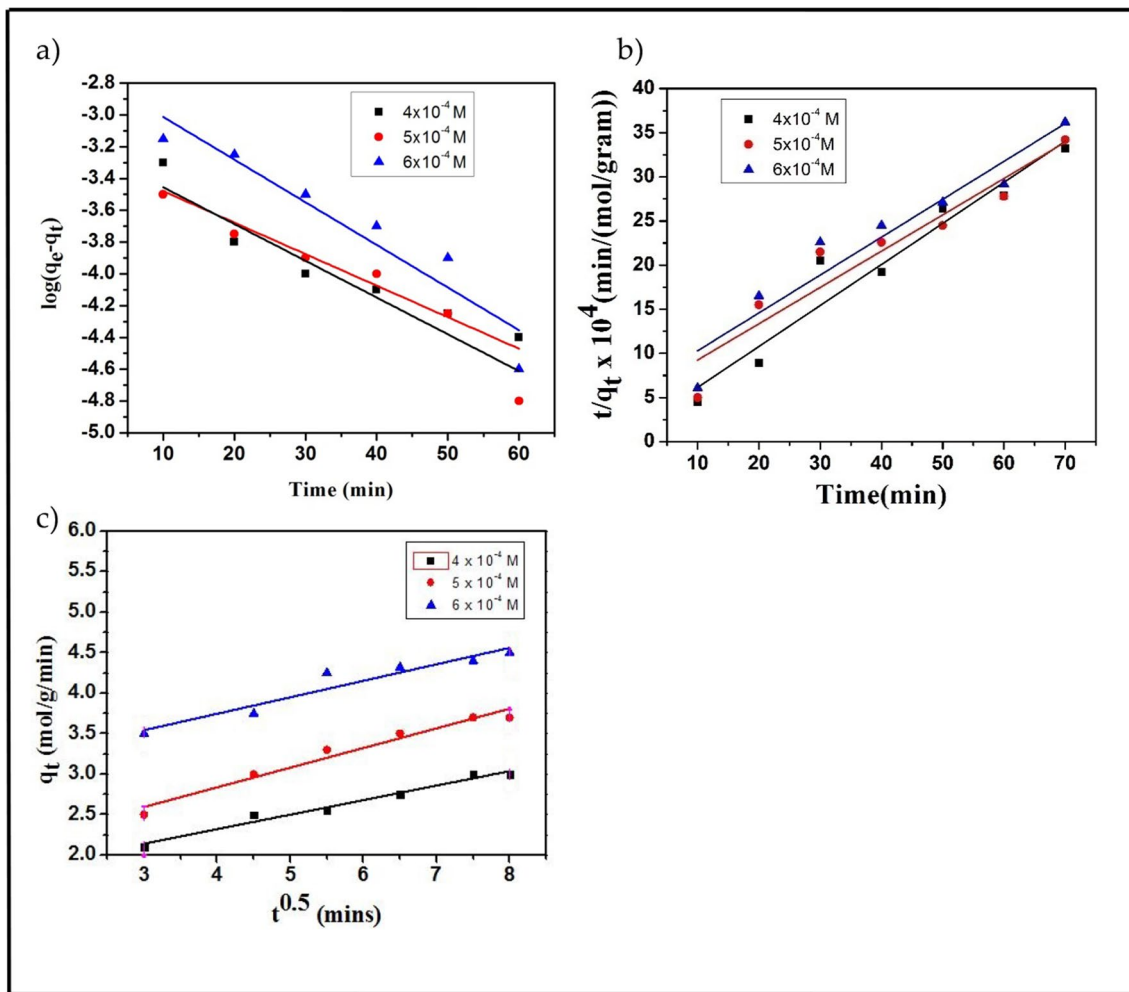 a)
log(qe-qt)
-2.8
-3.0
-3.2
-3.4
-3.6
-3.8
-4.0
-4.2
-4.4
-4.6
-4.8
-5.0
4x10⁻⁴ M
5x10⁻⁴ M
6x10⁻⁴ M
10 20 30 40 50 60
Time (min)
b)
t/qt x 10⁴(min/(mol/gram))
40
35
30
25
20
15
10
5
0
4x10⁻⁴ M
5x10⁻⁴M
6x10⁻⁴M
10 20 30 40 50 60 70
Time(min)
c)
qt (mol/g/min)
6.0
5.5
5.0
4.5
4.0
3.5
3.0
2.5
2.0
4 x 10⁻⁴ M
5 x 10⁻⁴ M
6 x 10⁻⁴ M
3 4 5 6 7 8
t⁰·⁵ (mins)